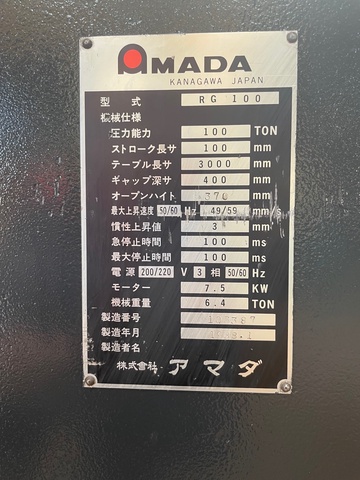 AMADA
KANAGAWA JAPAN
型式 RG 100
機械仕様
圧力能力 100 TON
ストローク長サ 100 mm
テーブル長サ 3000 mm
ギャップ深サ 400 mm
オープンハイト 370 mm
最大上昇速度 50/60 Hz 49/59 mm/s
慣性上昇値 3 mm
急停止時間 100 ms
最大停止時間 100 ms
電源 200/220 V 3 相 50/60 Hz
モーター 7.5 KW
機械重量 6.4 TON
製造番号
製造年月
製造者名
株式会社 アマダ